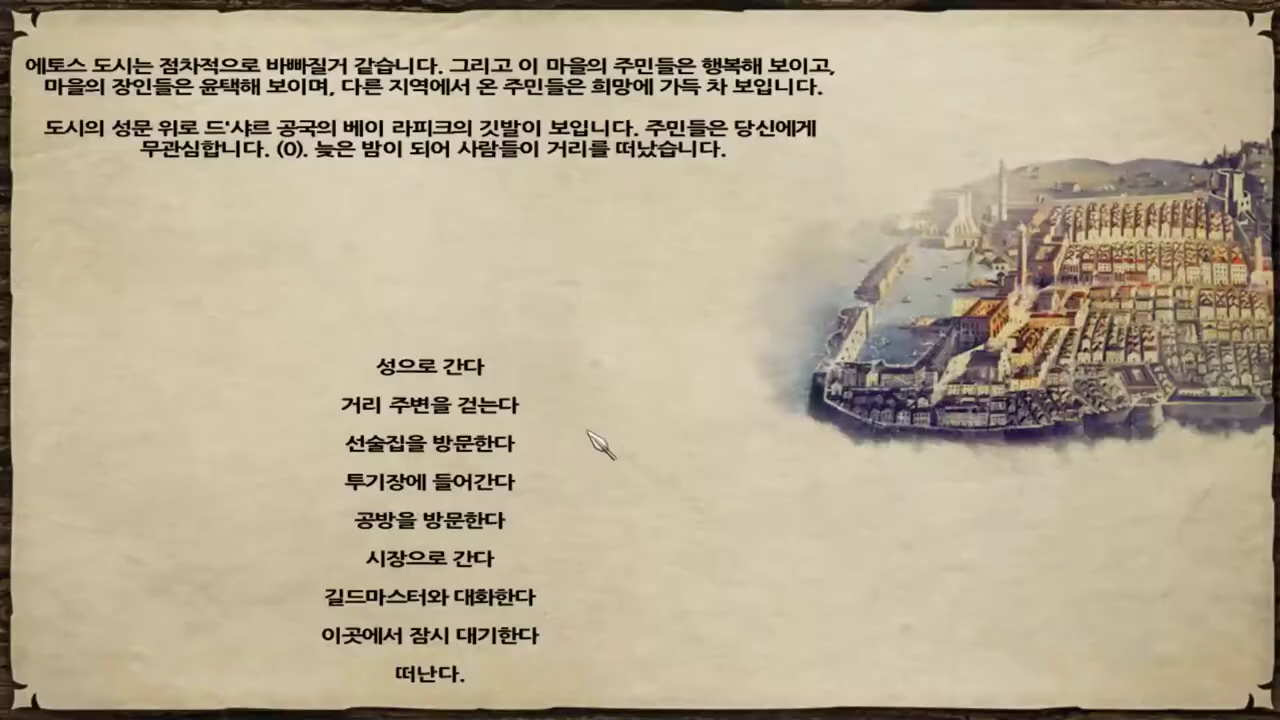 에토스 도시는 점차적으로 바빠질거 같습니다. 그리고 이 마을의 주민들은 행복해 보이고,
마을의 장인들은 윤택해 보이며, 다른 지역에서 온 주민들은 희망에 가득 차 보입니다.
도시의 성문 위로 드'샤르 공국의 베이 라피크의 깃발이 보입니다. 주민들은 당신에게
무관심합니다. (0). 늦은 밤이 되어 사람들이 거리를 떠났습니다.
성으로 간다
거리 주변을 걷는다
선술집을 방문한다
투기장에 들어간다
공방을 방문한다
시장으로 간다
길드마스터와 대화한다
이곳에서 잠시 대기한다
떠난다.